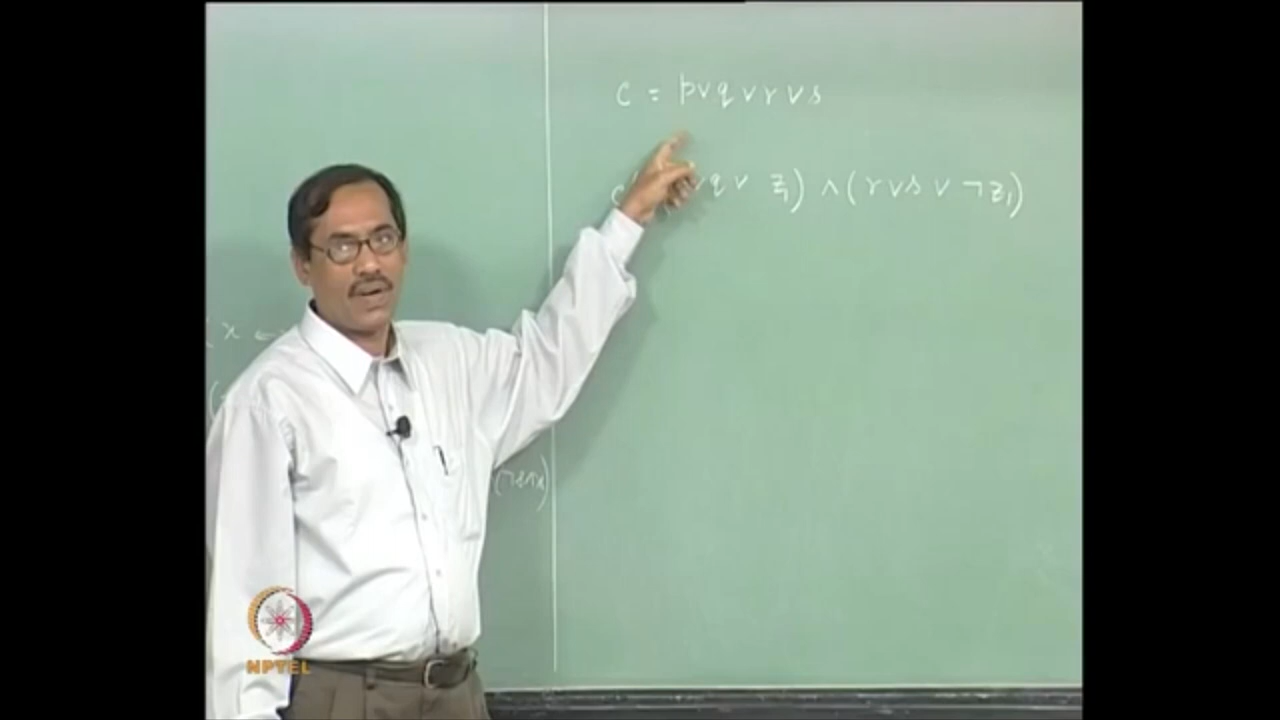 C = p ∨ q ∨ r ∨ s
∨ q ∨ z₁) ∧ (r ∨ s ∨ ¬z₁)
NPTEL